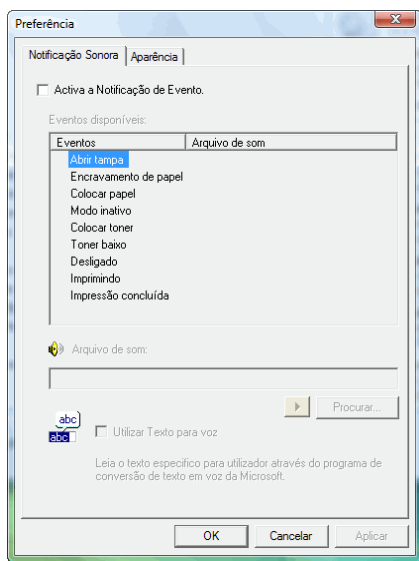 Preferência
Notificação Sonora Aparência
Activa a Notificação de Evento.
Eventos disponíveis:
Eventos Arquivo de som
Abrir tampa
Encravamento de papel
Colocar papel
Modo inativo
Colocar toner
Toner baixo
Desligado
Imprimindo
Impressão concluída
Arquivo de som:
Procurar...
abc
abc
Utilizar Texto para voz
Leia o texto especifico para utilizador através do programa de
conversão de texto em voz da Microsoft.
OK Cancelar Aplicar